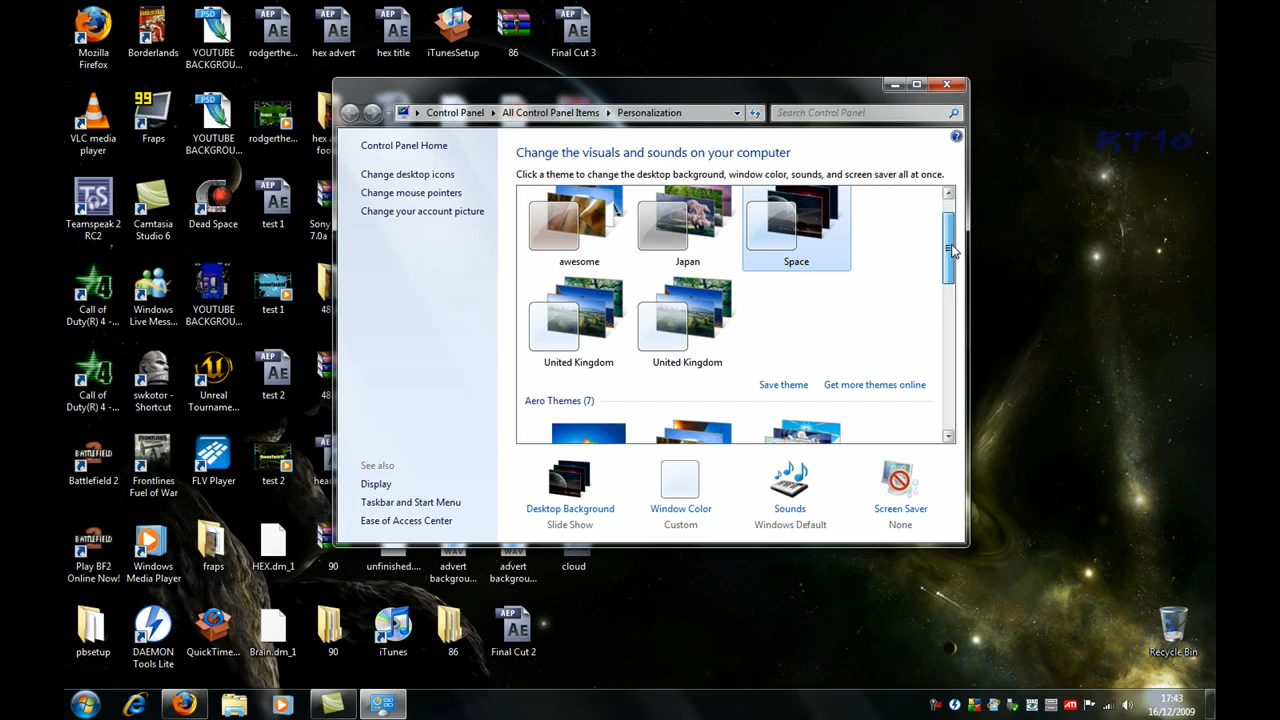 Mozilla
Firefox
Borderlands
YOUTUBE
BACKGROU...
rodgerthe...
hex advert
hex title
iTunesSetup
86
Final Cut 3
VLC media
player
99
Fraps
YOUTUBE
BACKGROU...
rodgerthe...
Teamspeak 2
RC2
Camtasia
Studio 6
Dead Space
test 1
Sony
7.0a
Call of
Duty(R) 4 -...
Windows
Live Mess...
YOUTUBE
BACKGROU...
test 1
Call of
Duty(R) 4 -...
swkotor -
Shortcut
Unreal
Tourname...
test 2
Battlefield 2
Frontlines
Fuel of War
FLV Player
test 2
Play BF2
Online Now!
Windows
Media Player
fraps
HEX.dm_1
90
unfinished....
advert
backgrou...
advert
backgrou...
cloud
pbsetup
DAEMON
Tools Lite
QuickTime...
Brain.dm_1
90
iTunes
86
Final Cut 2
Control Panel
All Control Panel Items
Personalization
Search Control Panel
Control Panel Home
Change desktop icons
Change mouse pointers
Change your account picture
Change the visuals and sounds on your computer
Click a theme to change the desktop background, window color, sounds, and screen saver all at once.
awesome
Japan
Space
United Kingdom
United Kingdom
Save theme
Get more themes online
Aero Themes (7)
See also
Display
Taskbar and Start Menu
Ease of Access Center
Desktop Background
Slide Show
Window Color
Custom
Sounds
Windows Default
Screen Saver
None
RT10
Recycle Bin
17:43
16/12/2009